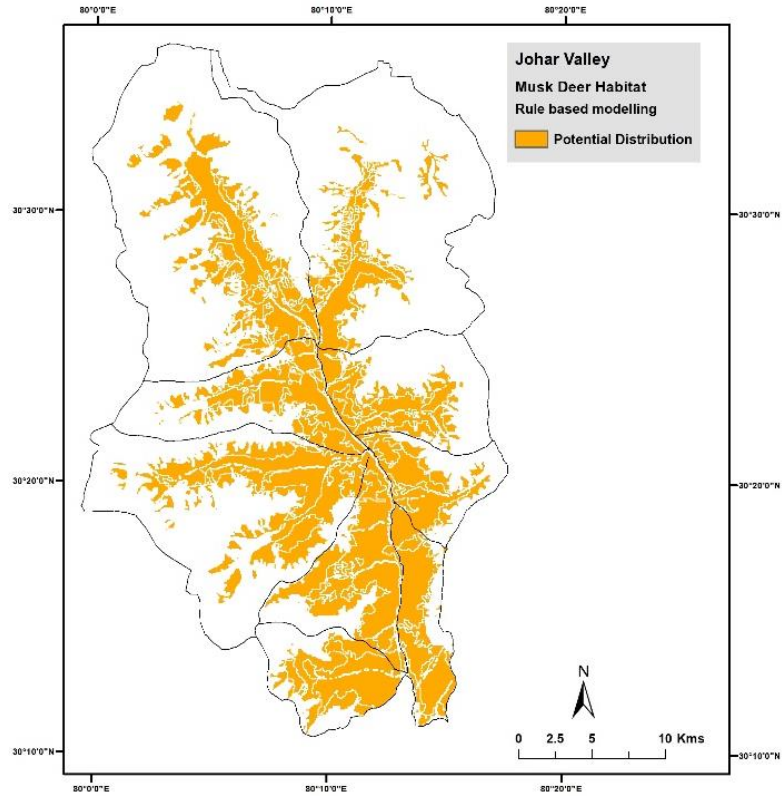 80°0'0"E 80°10'0"E 80°20'0"E
Johar Valley
Musk Deer Habitat
Rule based modelling
Potential Distribution
30°30'0"N 30°30'0"N
30°20'0"N 30°20'0"N
N
0 2.5 5 10 Kms
30°10'0"N 30°10'0"N
80°0'0"E 80°10'0"E 80°20'0"E